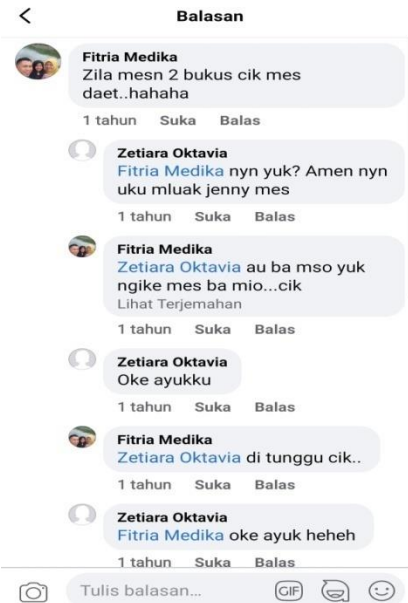 Balasan
Fitria Medika
Zila mesn 2 bukus cik mes
daet..hahaha
1 tahun Suka Balas
Zetiara Oktavia
Fitria Medika nyn yuk? Amen nyn
uku mluak jenny mes
1 tahun Suka Balas
Fitria Medika
Zetiara Oktavia au ba mso yuk
ngike mes ba mio...cik
Lihat Terjemahan
1 tahun Suka Balas
Zetiara Oktavia
Oke ayukku
1 tahun Suka Balas
Fitria Medika
Zetiara Oktavia di tunggu cik..
1 tahun Suka Balas
Zetiara Oktavia
Fitria Medika oke ayuk heheh
1 tahun Suka Balas
Tulis balasan...
GIF